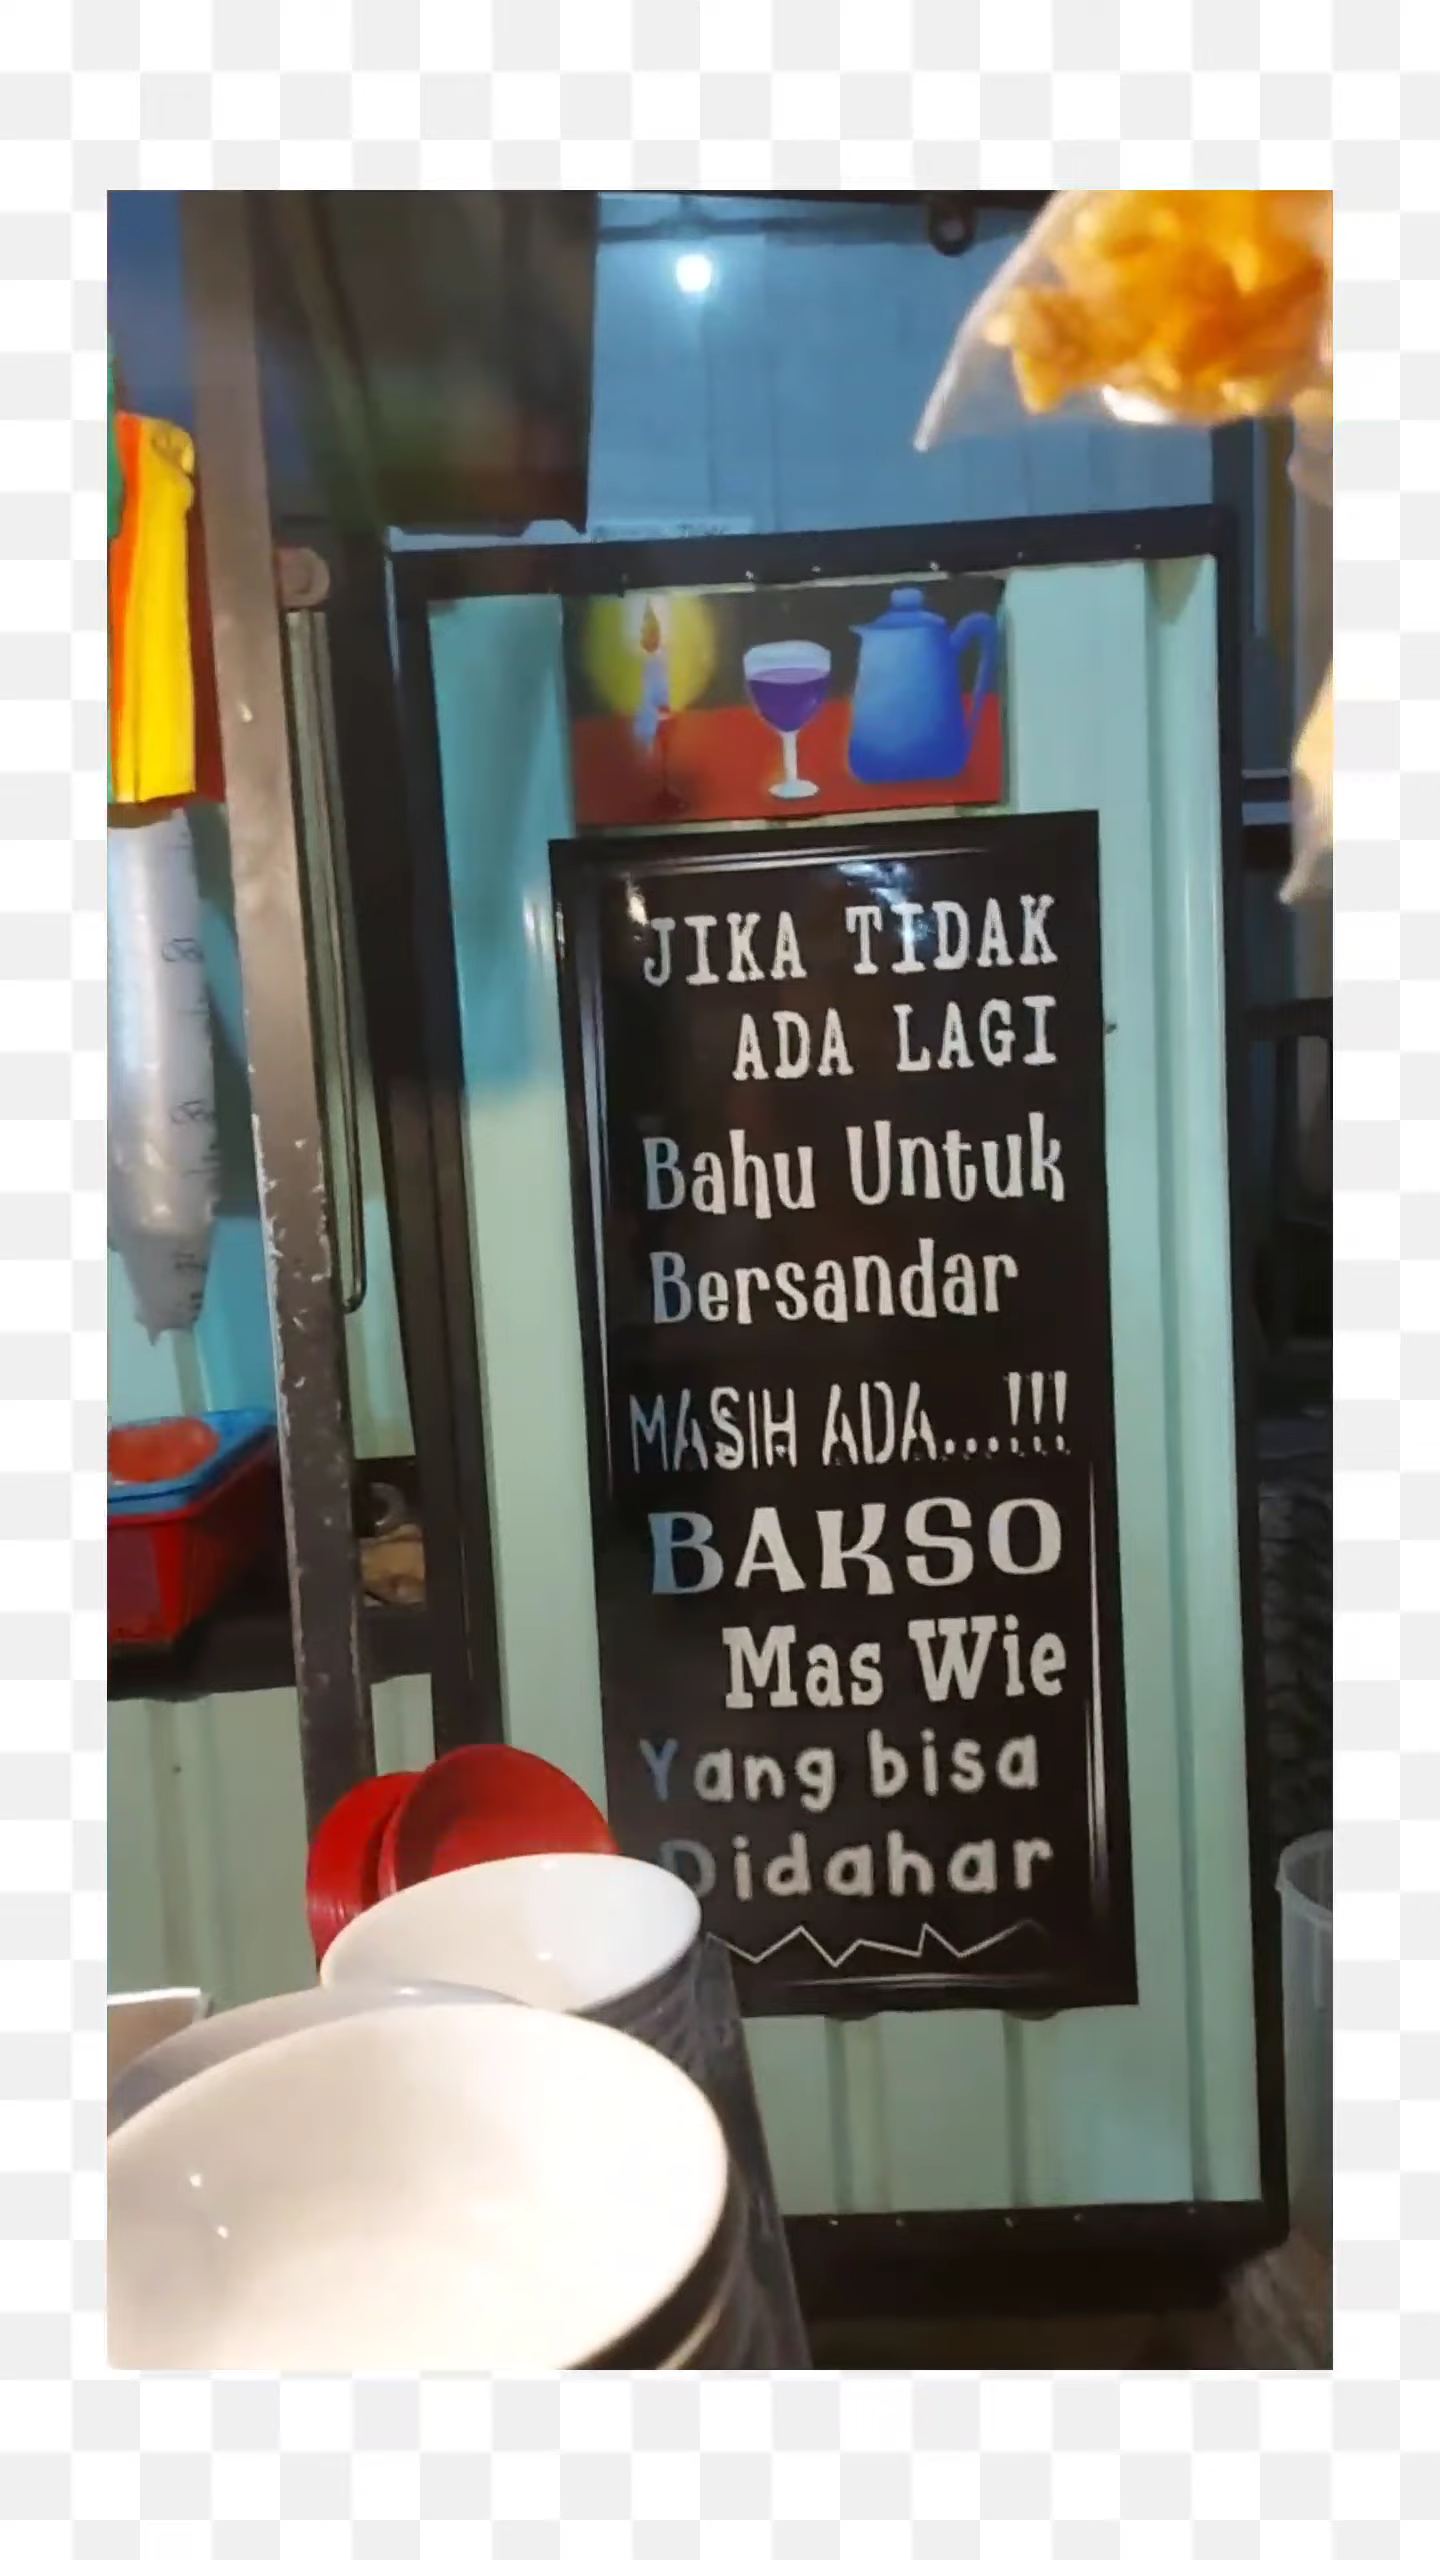 JIKA TIDAK
ADA LAGI
Bahu Untuk
Bersandar
MASIH ADA...!!!
BAKSO
Mas Wie
Yang bisa
Didahar